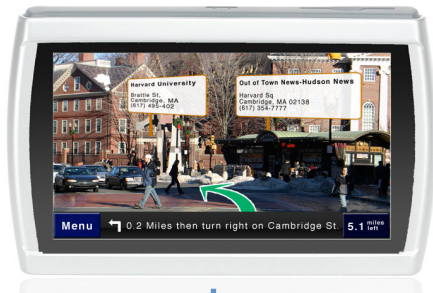 Harvard University
Brattle St,
Cambridge, MA
(617) 495-402
Out of Town News-Hudson News
Harvard Sq
Cambridge, MA 02138
(617) 354-7777
Menu
0.2 Miles then turn right on Cambridge St.
5.1 miles left